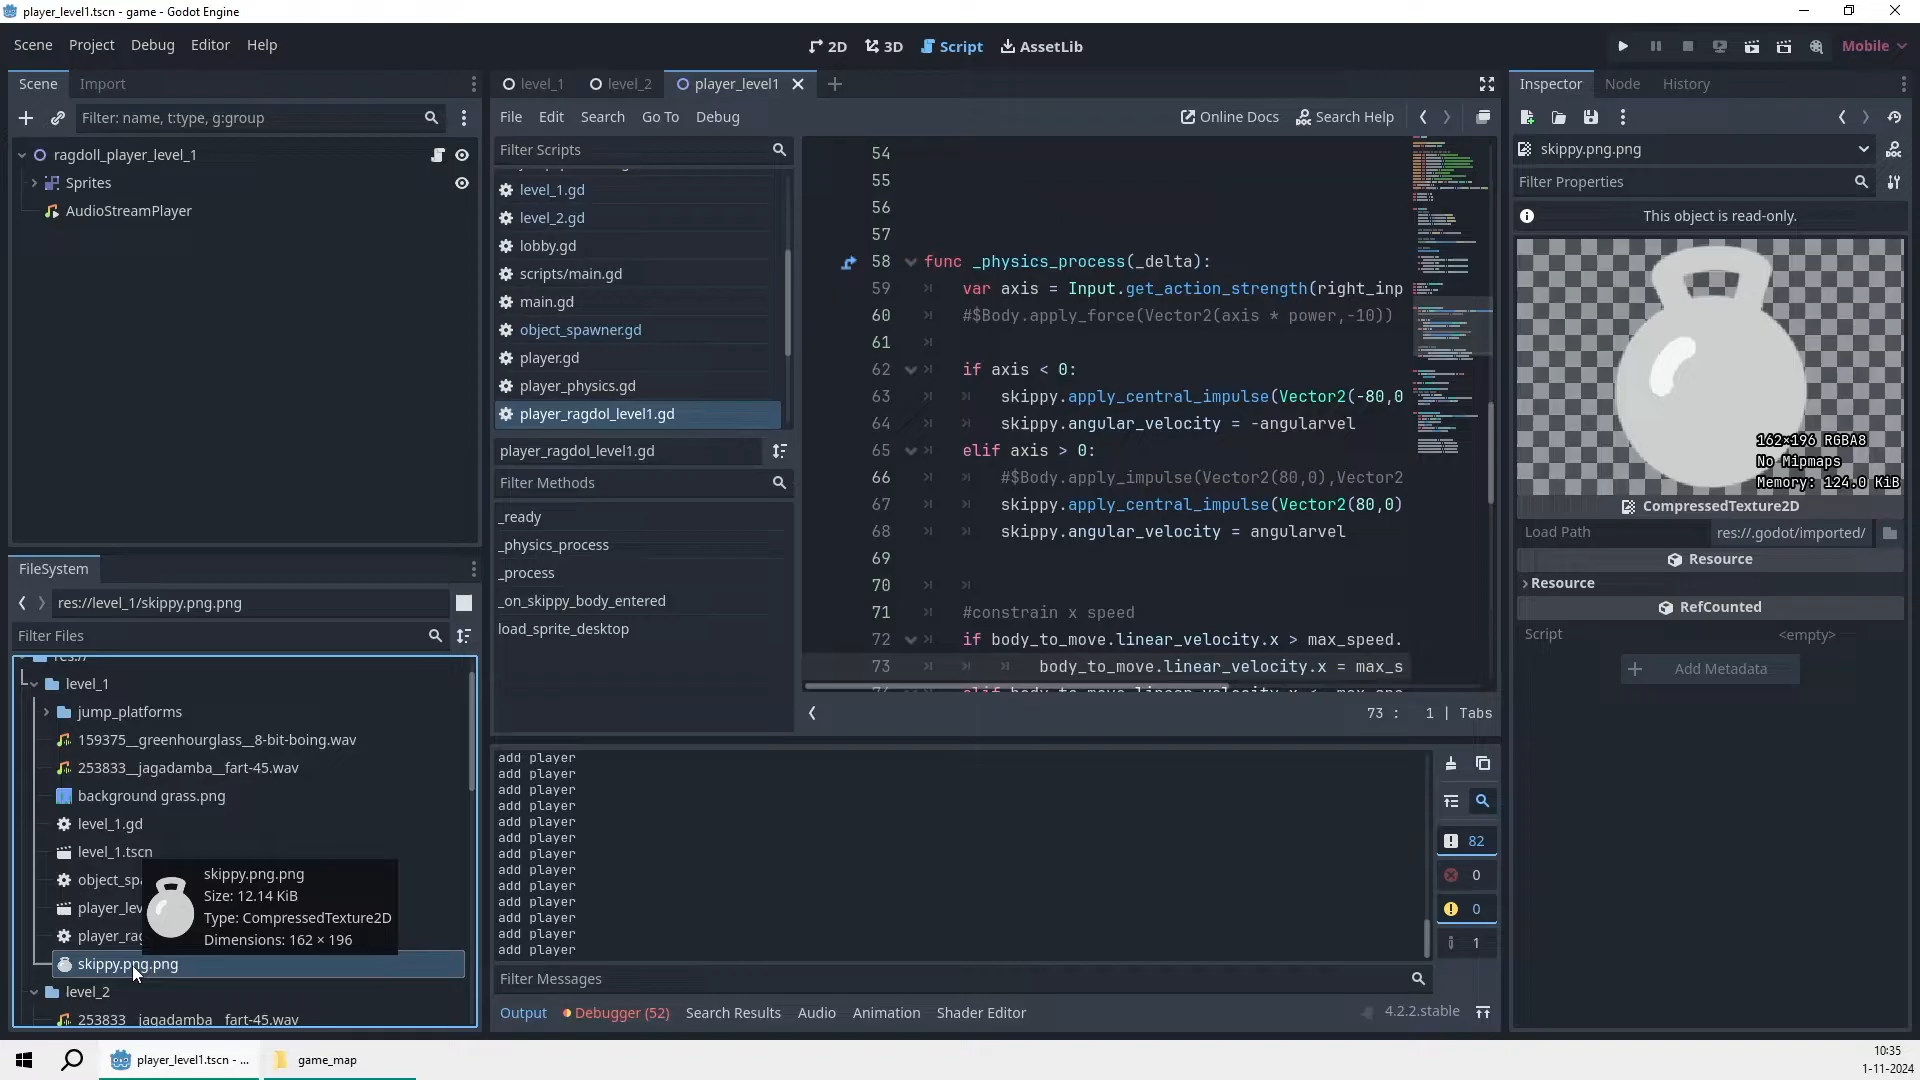 player_level1.tscn - game - Godot Engine
Scene Project Debug Editor Help
2D 3D Script AssetLib
Mobile
Scene Import
Filter: name, t:type, g:group
ragdoll_player_level_1
Sprites
AudioStreamPlayer
FileSystem
res://level_1/skippy.png.png
Filter Files
res://
level_1
jump_platforms
159375__greenhourglass__8-bit-boing.wav
253833__jagadamba__fart-45.wav
background grass.png
level_1.gd
level_1.tscn
object_spa
player_lev
player_rag
skippy.png.png
Size: 12.14 KiB
Type: CompressedTexture2D
Dimensions: 162 × 196
skippy.png.png
level_2
253833__jagadamba__fart-45.wav
level_1 level_2 player_level1
File Edit Search Go To Debug
Online Docs Search Help
Filter Scripts
level_1.gd
level_2.gd
lobby.gd
scripts/main.gd
main.gd
object_spawner.gd
player.gd
player_physics.gd
player_ragdol_level1.gd
player_ragdol_level1.gd
Filter Methods
_ready
_physics_process
_process
_on_skippy_body_entered
load_sprite_desktop
54
55
56
57
58 func _physics_process(_delta):
59 var axis = Input.get_action_strength(right_inp
60 #$Body.apply_force(Vector2(axis * power,-10))
61
62 if axis < 0:
63 skippy.apply_central_impulse(Vector2(-80,0
64 skippy.angular_velocity = -angularvel
65 elif axis > 0:
66 #$Body.apply_impulse(Vector2(80,0),Vector2
67 skippy.apply_central_impulse(Vector2(80,0)
68 skippy.angular_velocity = angularvel
69
70
71 #constrain x speed
72 if body_to_move.linear_velocity.x > max_speed.
73 body_to_move.linear_velocity.x = max_s
73 : 1 | Tabs
add player
add player
add player
add player
add player
add player
add player
add player
add player
add player
add player
add player
add player
82
0
0
1
Filter Messages
Output Debugger (52) Search Results Audio Animation Shader Editor
4.2.2.stable
Inspector Node History
skippy.png.png
Filter Properties
This object is read-only.
162×196 RGBA8
No Mipmaps
Memory: 124.0 KiB
CompressedTexture2D
Load Path res://.godot/imported/
Resource
Resource
RefCounted
Script <empty>
Add Metadata
player_level1.tscn - ...
game_map
10:35
1-11-2024